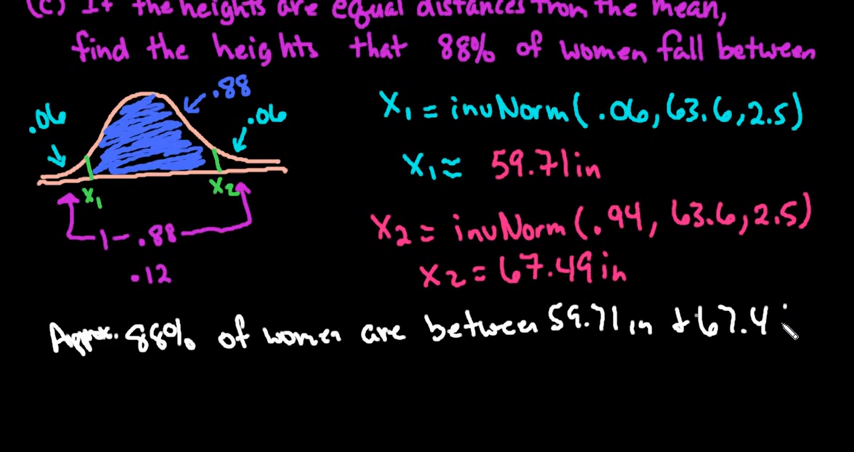 (c) If the heights are equal distances from the mean,
find the heights that 88% of women fall between
.06
.88
.06
x₁
x₂
1 - .88
.12
x₁ = invNorm(.06, 63.6, 2.5)
x₁ ≈ 59.71in
x₂ = invNorm(.94, 63.6, 2.5)
x₂ = 67.49in
Approx. 88% of women are between 59.71 in + 67.4